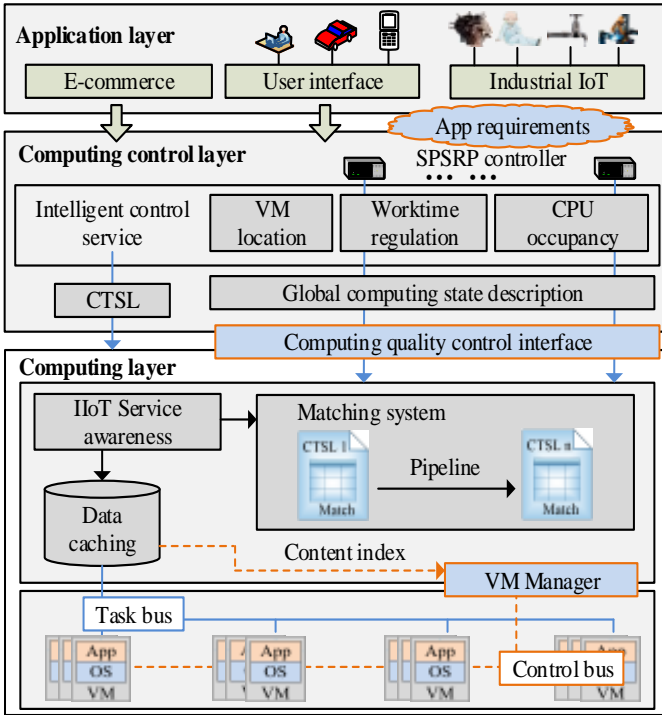 Application layer
E-commerce
User interface
Industrial IoT
App requirements
Computing control layer
SPSRP controller
Intelligent control
service
VM
location
Worktime
regulation
CPU
occupancy
CTSL
Global computing state description
Computing quality control interface
Computing layer
IIoT Service
awareness
Matching system
CTSL 1
Match
Pipeline
CTSL n
Match
Data
caching
Content index
VM Manager
Task bus
App
OS
VM
App
OS
VM
App
OS
VM
App
VM
Control bus